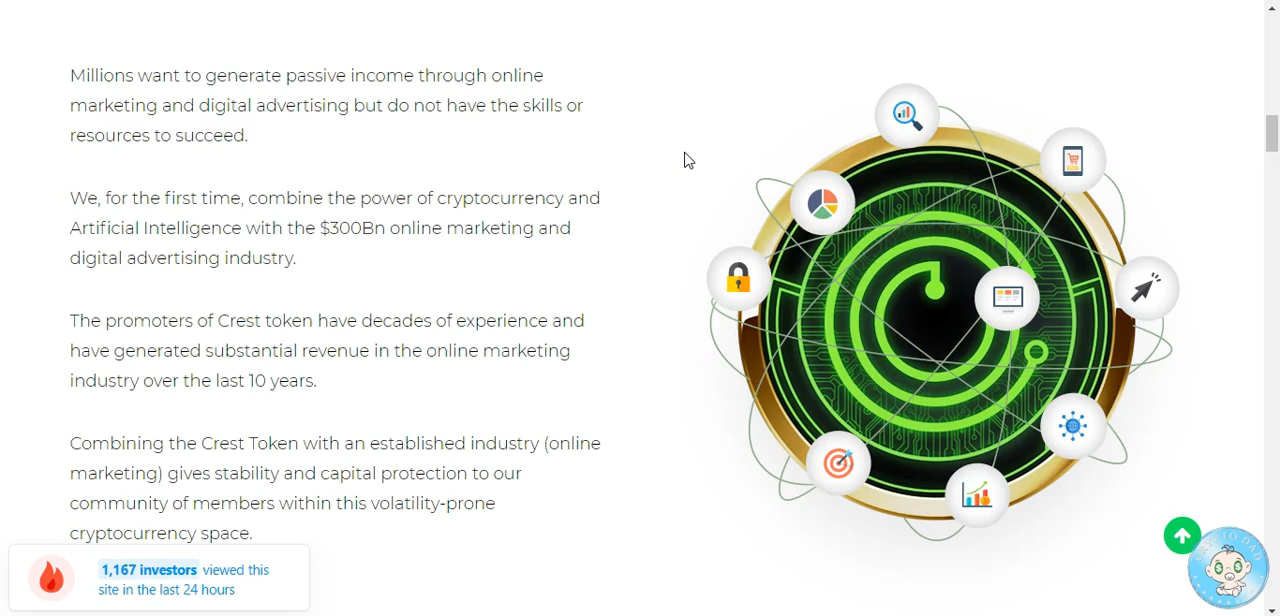 Millions want to generate passive income through online
marketing and digital advertising but do not have the skills or
resources to succeed.
We, for the first time, combine the power of cryptocurrency and
Artificial Intelligence with the $300Bn online marketing and
digital advertising industry.
The promoters of Crest token have decades of experience and
have generated substantial revenue in the online marketing
industry over the last 10 years.
Combining the Crest Token with an established industry (online
marketing) gives stability and capital protection to our
community of members within this volatility-prone
cryptocurrency space.
1,167 investors viewed this
site in the last 24 hours
CRYPTO DAD